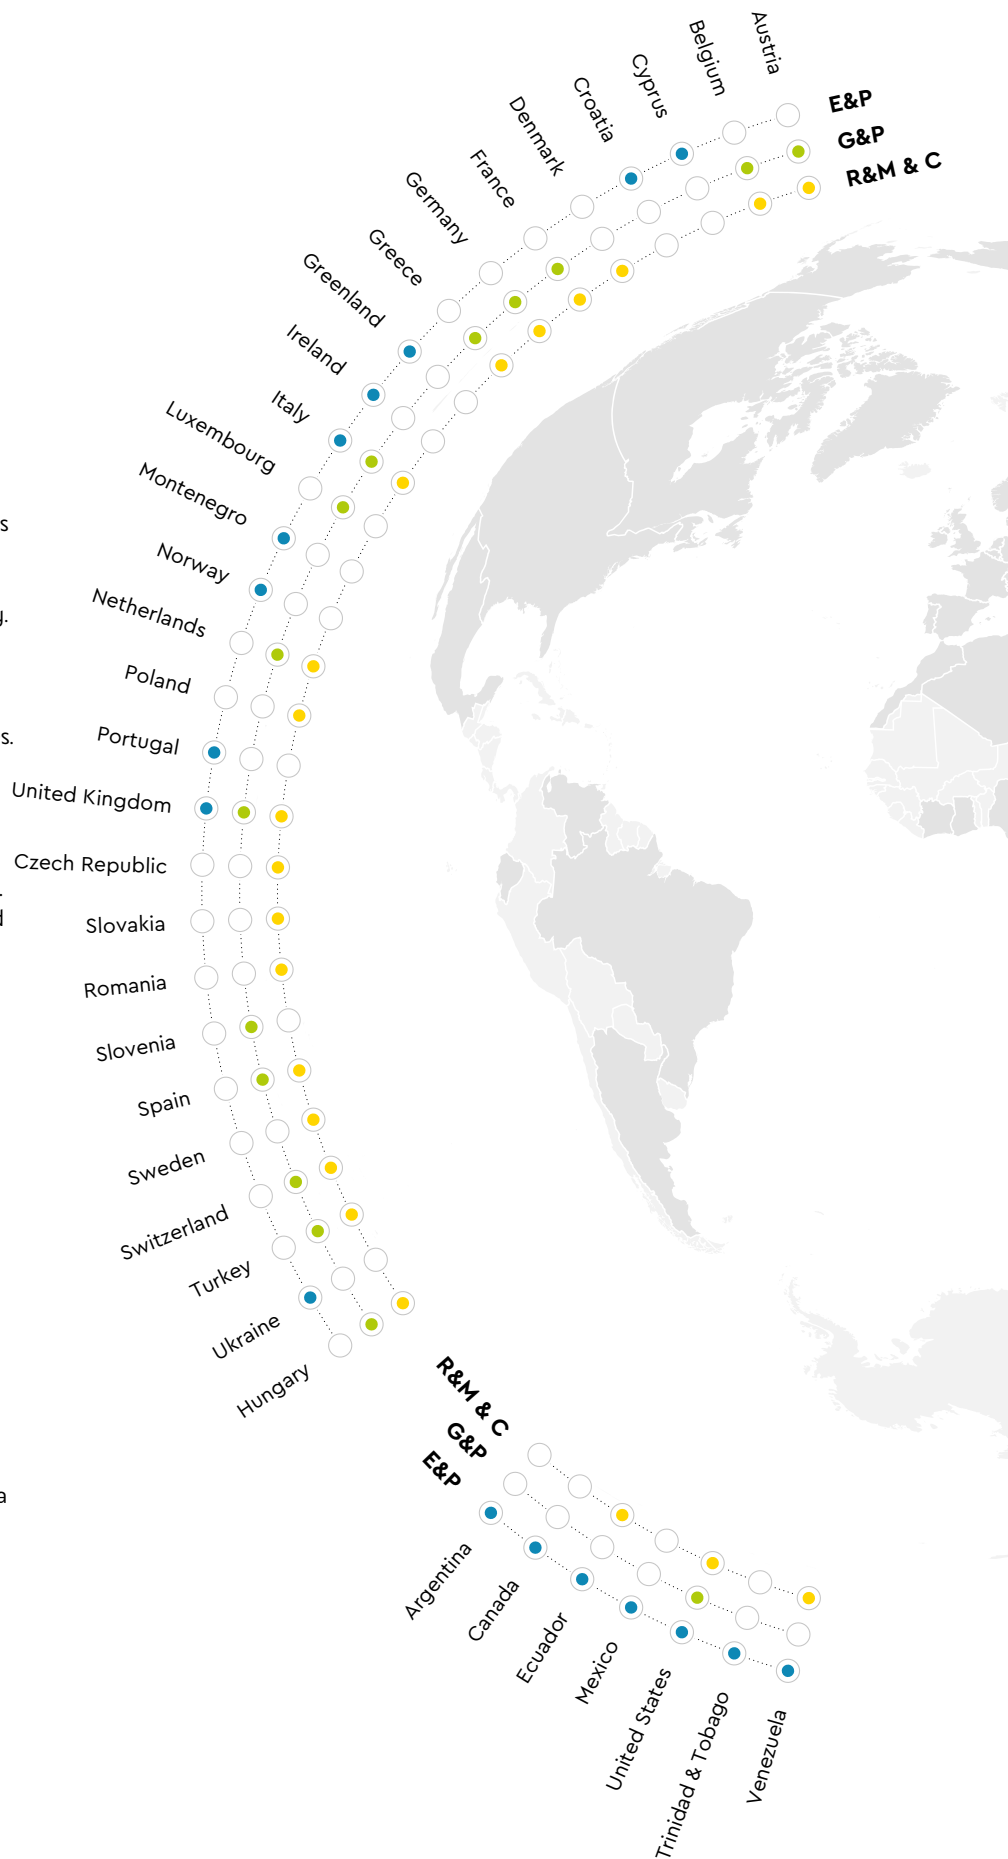 Austria
Belgium
Cyprus
Croatia
Denmark
France
Germany
Greece
Greenland
Ireland
Italy
Luxembourg
Montenegro
Norway
Netherlands
Poland
Portugal
United Kingdom
Czech Republic
Slovakia
Romania
Slovenia
Spain
Sweden
Switzerland
Turkey
Ukraine
Hungary
E&P
G&P
R&M & C
s
s.
a
R&M & C
G&P
E&P
Argentina
Canada
Ecuador
Mexico
United States
Trinidad & Tobago
Venezuela